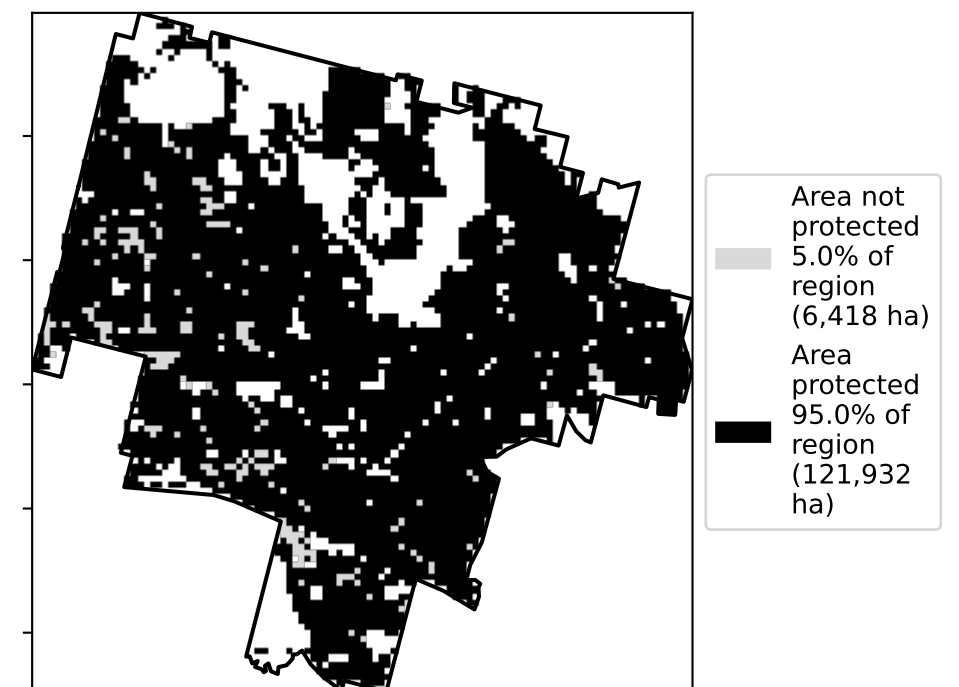 Area not
protected
5.0% of
region
(6,418 ha)
Area
protected
95.0% of
region
(121,932
ha)